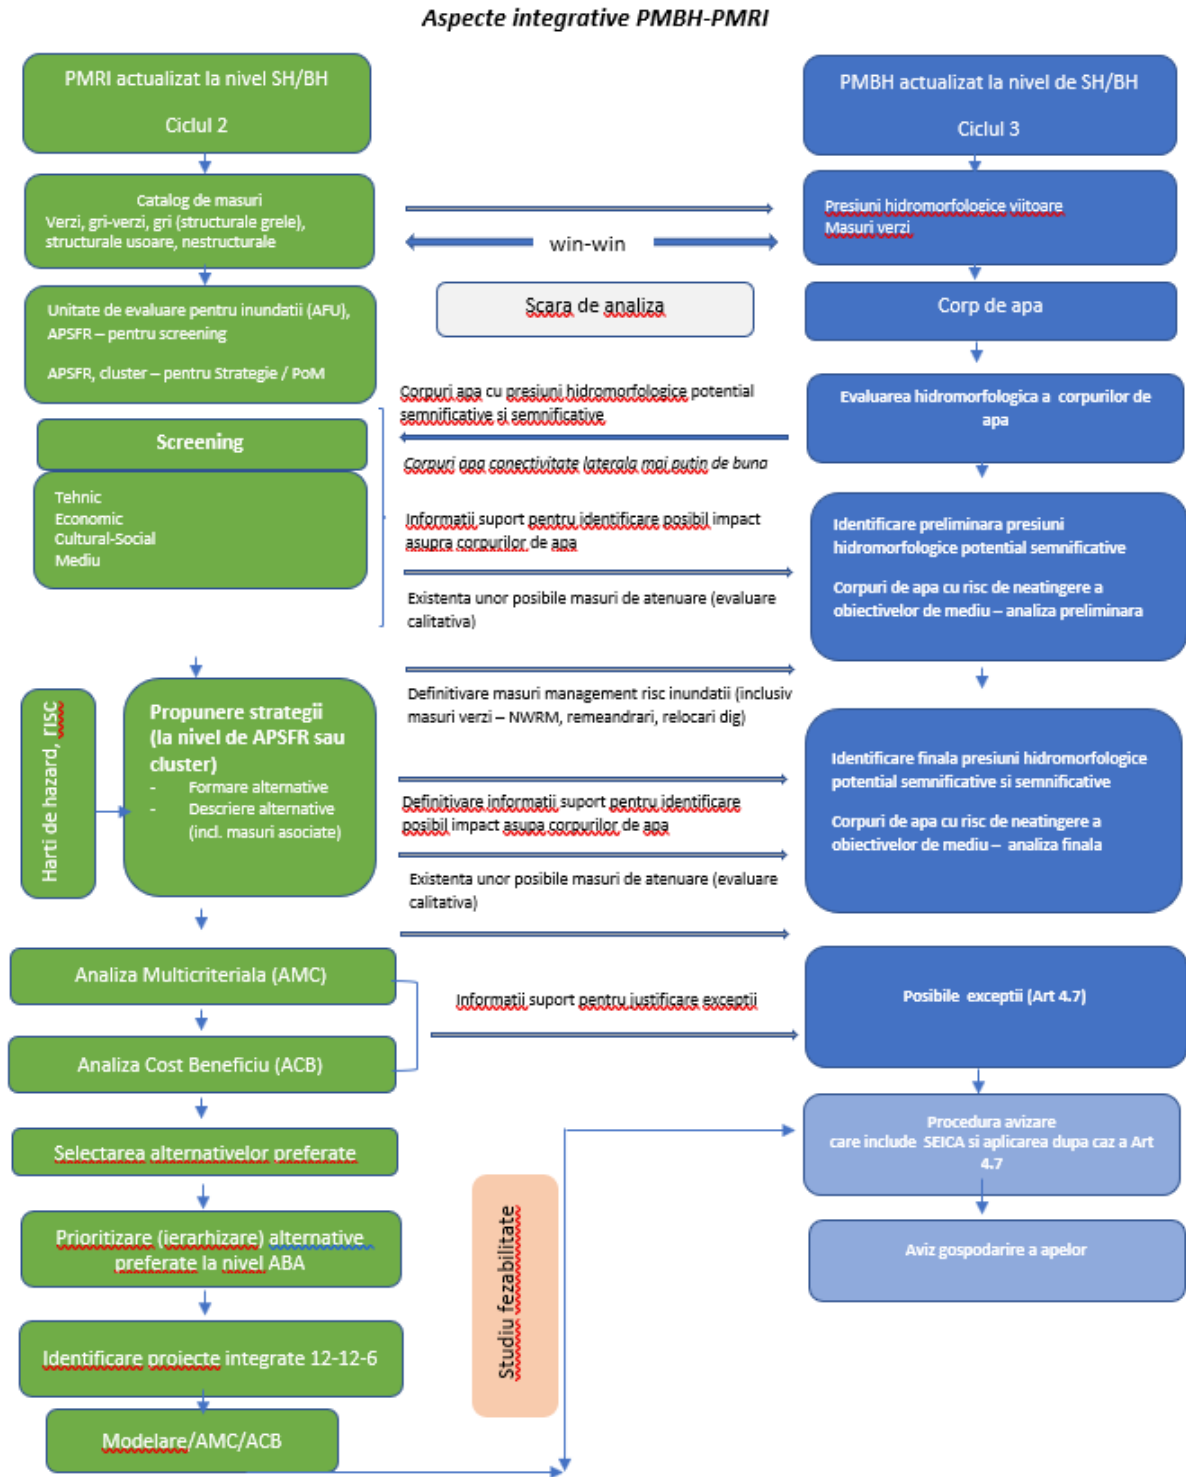 Aspecte integrative PMBH-PMRI
PMRI actualizat la nivel SH/BH
Ciclul 2
Catalog de masuri
Verzi, gri-verzi, gri (structurale grele),
structurale usoare, nestructurale
Unitate de evaluare pentru inundatii (AFU),
APSFR – pentru screening
APSFR, cluster – pentru Strategie / PoM
Screening
Tehnic
Economic
Cultural-Social
Mediu
Harti de hazard, risc
Propunere strategii
(la nivel de APSFR sau
cluster)
- Formare alternative
- Descriere alternative
(incl. masuri asociate)
Analiza Multicriteriala (AMC)
Analiza Cost Beneficiu (ACB)
Selectarea alternativelor preferate
Prioritizare (ierarhizare) alternative
preferate la nivel ABA
Identificare proiecte integrate 12-12-6
Modelare/AMC/ACB
win-win
Scara de analiza
Corpuri apa cu presiuni hidromorfologice potential
semnificative si semnificative
Corpuri apa conectivitate laterala mai putin de buna
Informatii suport pentru identificare posibil impact
asupra corpurilor de apa
Existenta unor posibile masuri de atenuare (evaluare
calitativa)
Definitivare masuri management risc inundatii (inclusiv
masuri verzi – NWRM, remeandrari, relocari dig)
Definitivare informatii suport pentru identificare
posibil impact asupa corpurilor de apa
Existenta unor posibile masuri de atenuare (evaluare
calitativa)
Informatii suport pentru justificare exceptii
Studiu fezabilitate
PMBH actualizat la nivel de SH/BH
Ciclul 3
Presiuni hidromorfologice viitoare
Masuri verzi
Corp de apa
Evaluarea hidromorfologica a corpurilor de
apa
Identificare preliminara presiuni
hidromorfologice potential semnificative
Corpuri de apa cu risc de neatingere a
obiectivelor de mediu – analiza preliminara
Identificare finala presiuni hidromorfologice
potential semnificative si semnificative
Corpuri de apa cu risc de neatingere a
obiectivelor de mediu – analiza finala
Posibile exceptii (Art 4.7)
Procedura avizare
care include SEICA si aplicarea dupa caz a Art
4.7
Aviz gospodarire a apelor